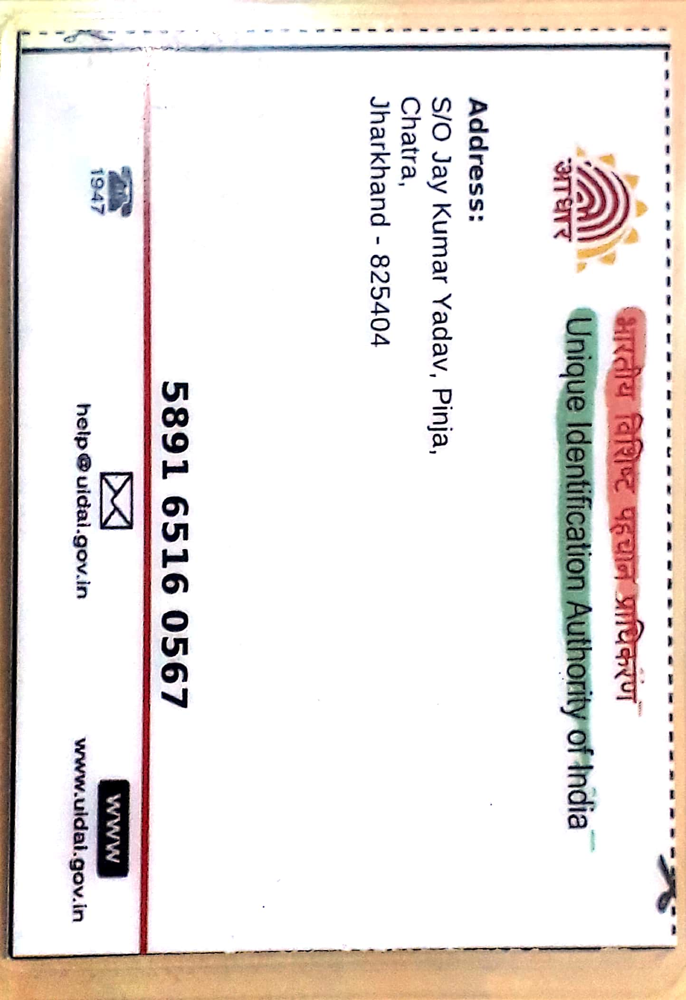 भारतीय विशिष्ट पहचान प्राधिकरण
Unique Identification Authority of India
आधार
Address:
S/O Jay Kumar Yadav, Pinja,
Chatra,
Jharkhand - 825404
5891 6516 0567
1947
help@uidai.gov.in
www
www.uidai.gov.in